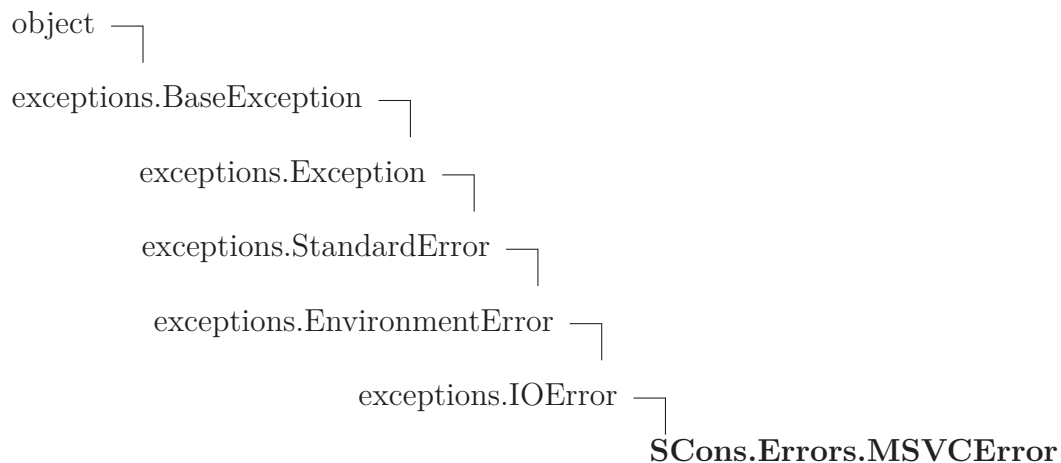 object
exceptions.BaseException
exceptions.Exception
exceptions.StandardError
exceptions.EnvironmentError
exceptions.IOError
SCons.Errors.MSVCError